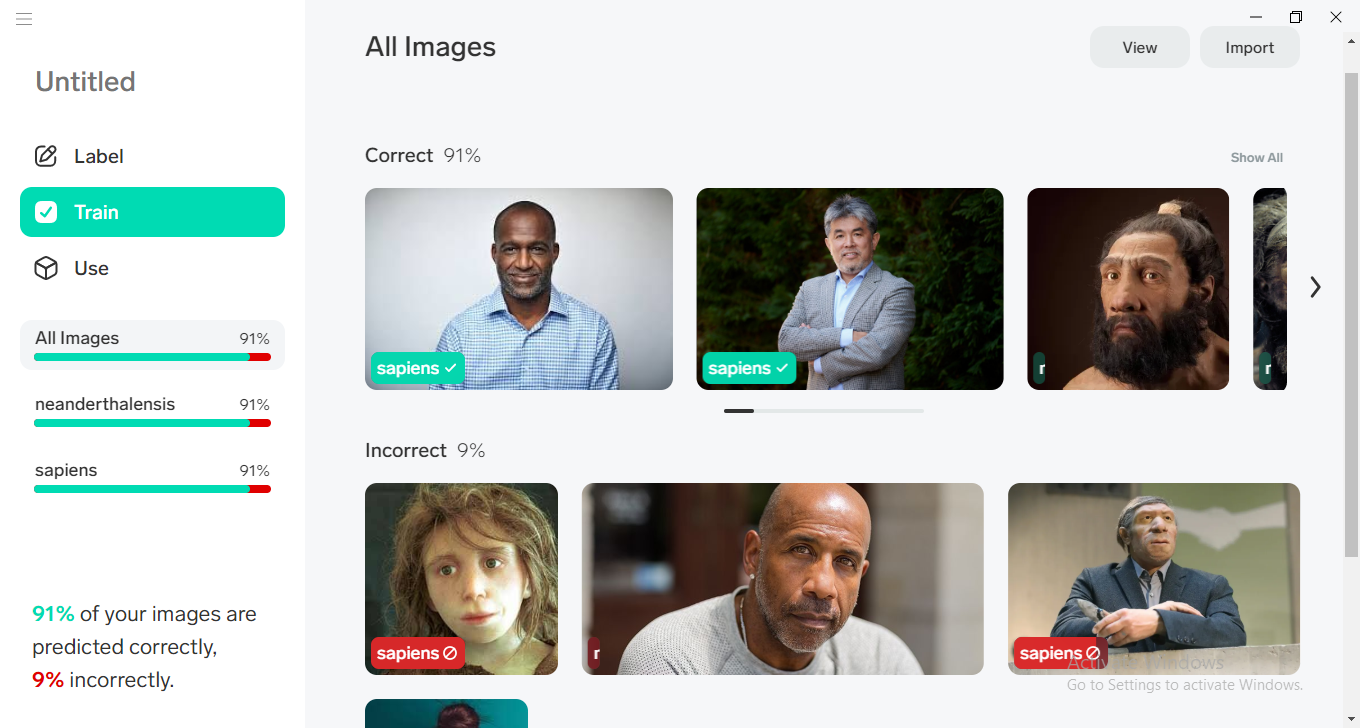 Untitled
Label
Train
Use
All Images 91%
neanderthalensis 91%
sapiens 91%
91% of your images are
predicted correctly,
9% incorrectly.
All Images
View
Import
Correct 91%
Show All
sapiens
sapiens
Incorrect 9%
sapiens
sapiens
Activate Windows
Go to Settings to activate Windows.